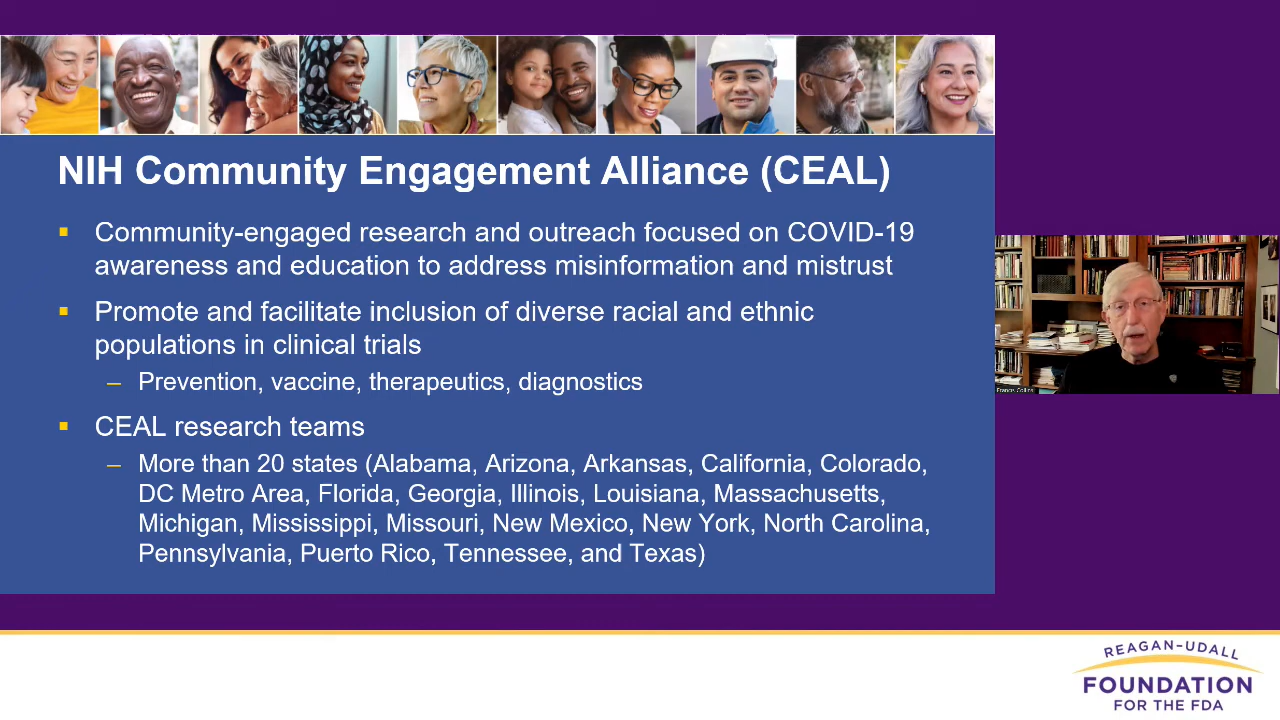 NIH Community Engagement Alliance (CEAL)
▪ Community-engaged research and outreach focused on COVID-19
awareness and education to address misinformation and mistrust
▪ Promote and facilitate inclusion of diverse racial and ethnic
populations in clinical trials
– Prevention, vaccine, therapeutics, diagnostics
▪ CEAL research teams
– More than 20 states (Alabama, Arizona, Arkansas, California, Colorado,
DC Metro Area, Florida, Georgia, Illinois, Louisiana, Massachusetts,
Michigan, Mississippi, Missouri, New Mexico, New York, North Carolina,
Pennsylvania, Puerto Rico, Tennessee, and Texas)
Francis Collins
REAGAN-UDALL
FOUNDATION
FOR THE FDA